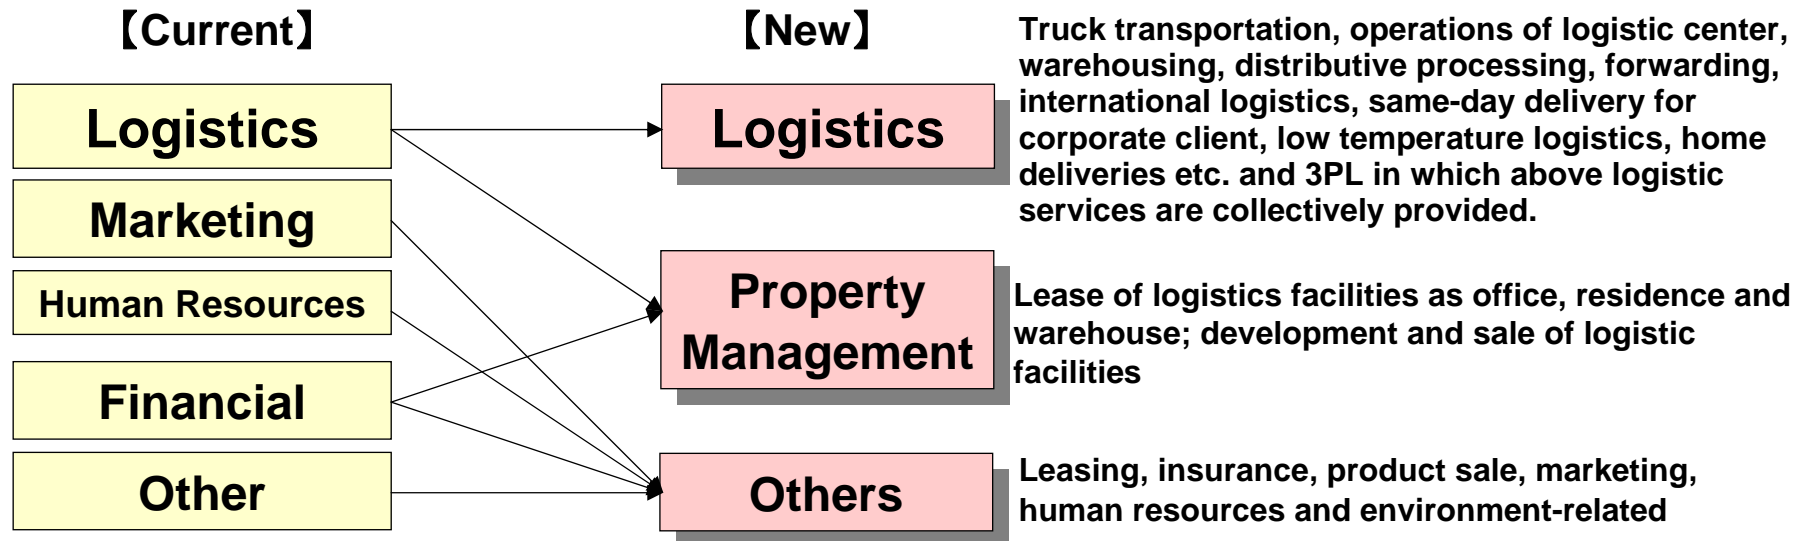 【Current】
【New】
Logistics
Marketing
Human Resources
Financial
Other
Logistics
Property
Management
Others
Truck transportation, operations of logistic center,
warehousing, distributive processing, forwarding,
international logistics, same-day delivery for
corporate client, low temperature logistics, home
deliveries etc. and 3PL in which above logistic
services are collectively provided.
Lease of logistics facilities as office, residence and
warehouse; development and sale of logistic
facilities
Leasing, insurance, product sale, marketing,
human resources and environment-related